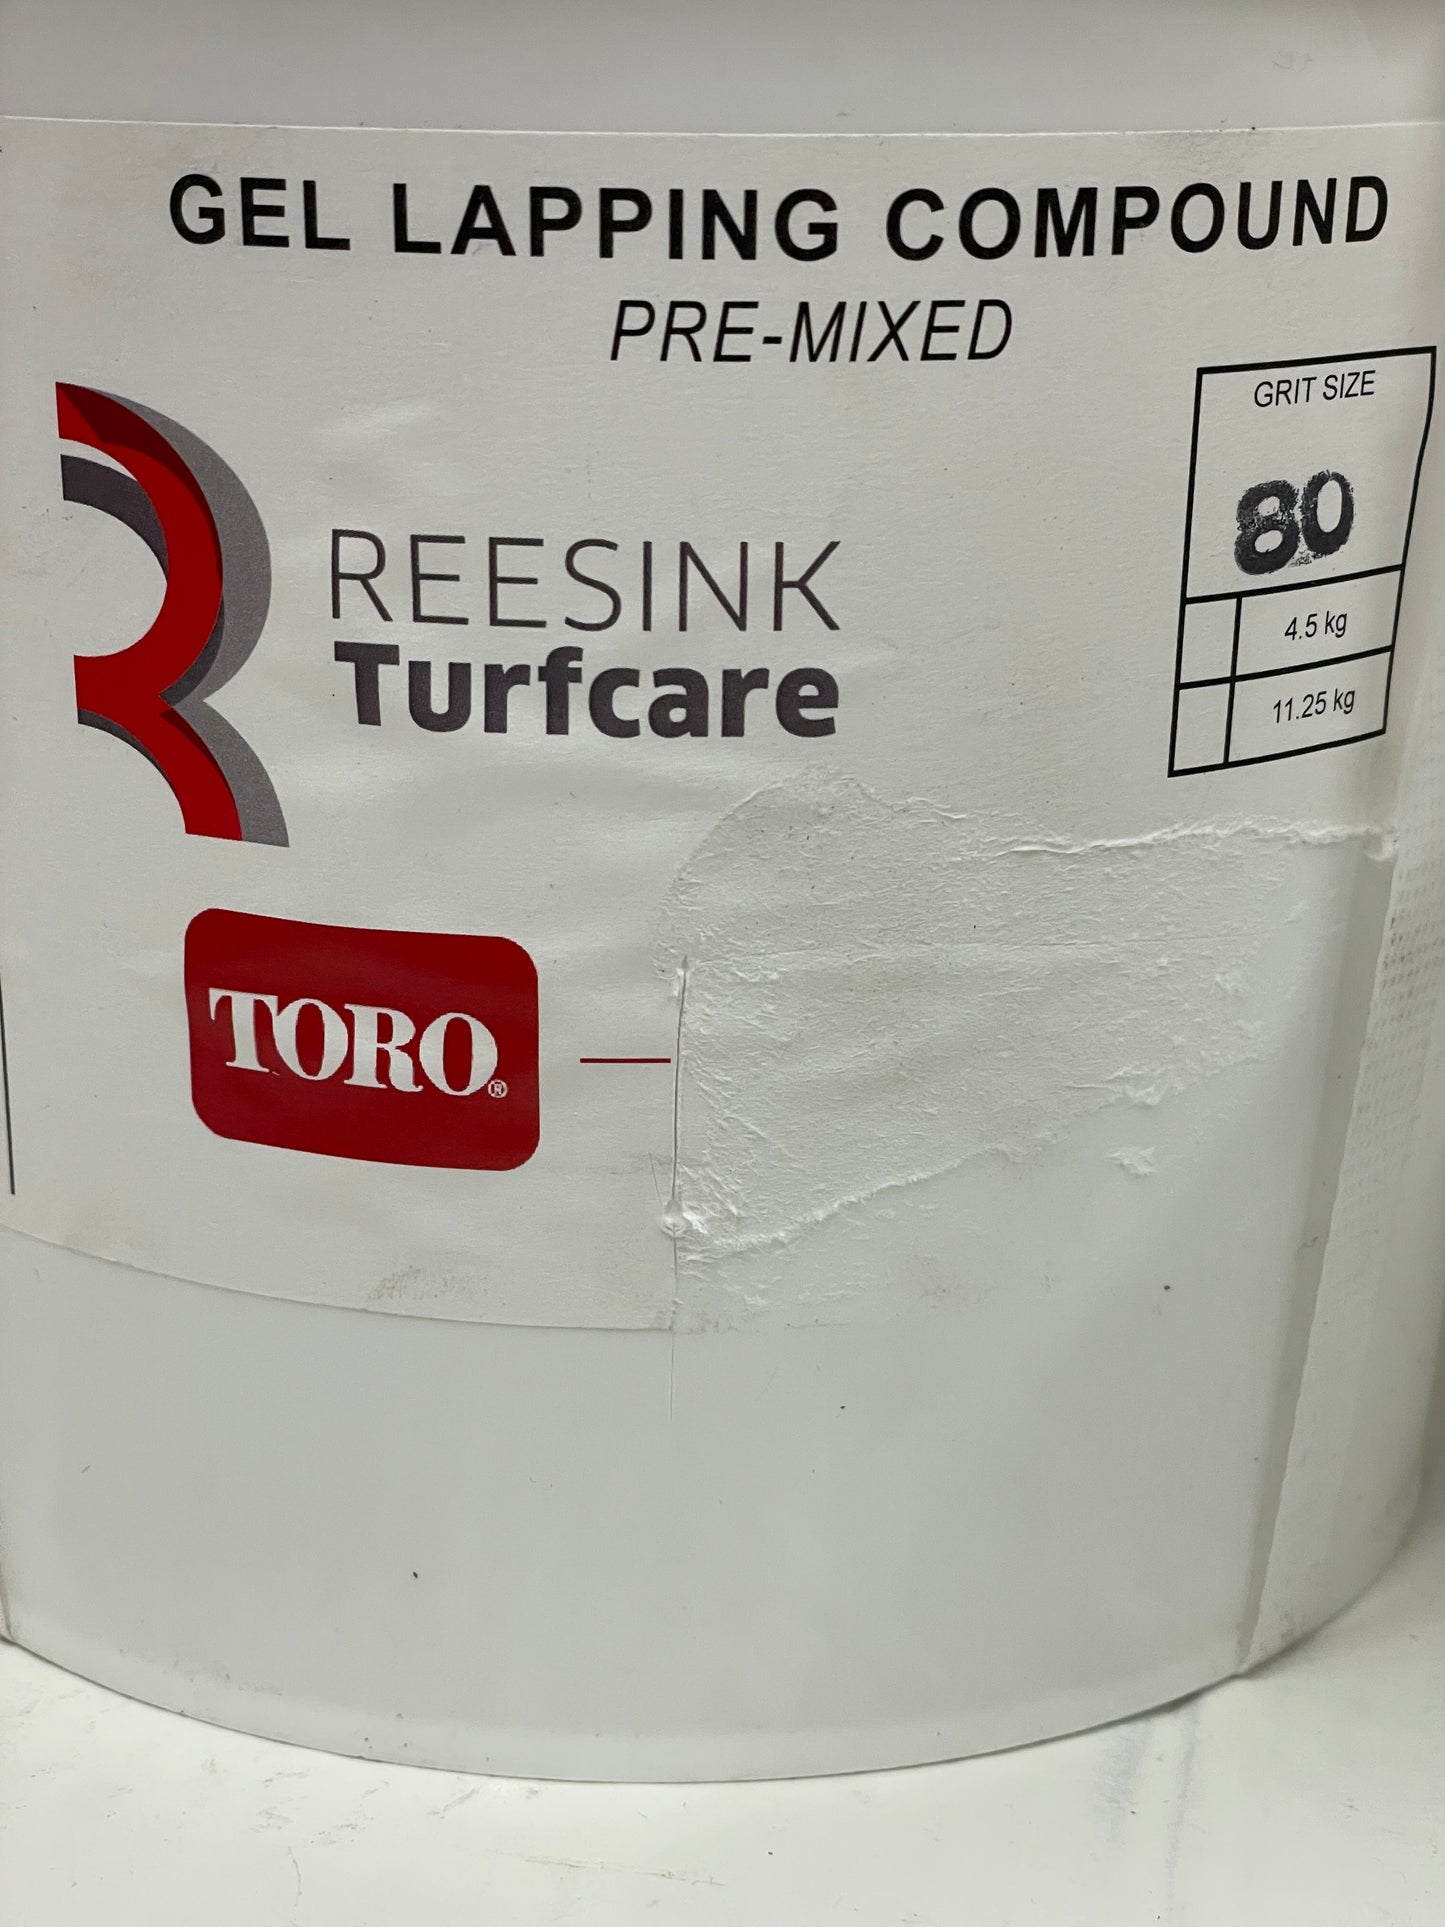 GEL LAPPING COMPOUND
PRE-MIXED
GRIT SIZE
80
4.5 kg
11.25 kg
REESINK
Turfcare
TORO®